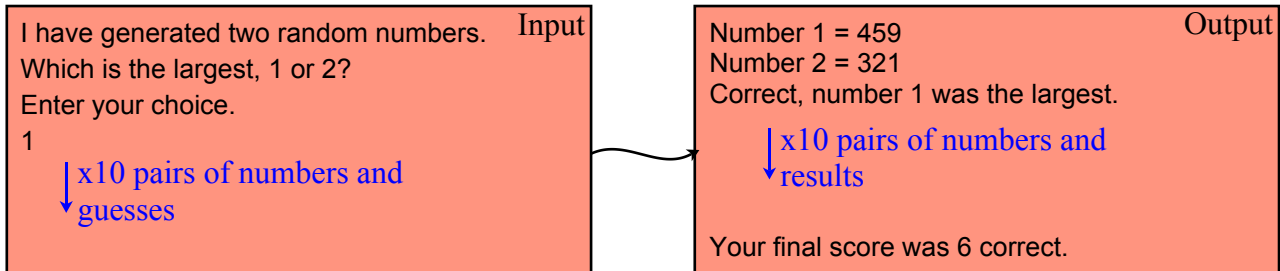 Input
I have generated two random numbers.
Which is the largest, 1 or 2?
Enter your choice.
1
x10 pairs of numbers and
guesses
Output
Number 1 = 459
Number 2 = 321
Correct, number 1 was the largest.
x10 pairs of numbers and
results
Your final score was 6 correct.